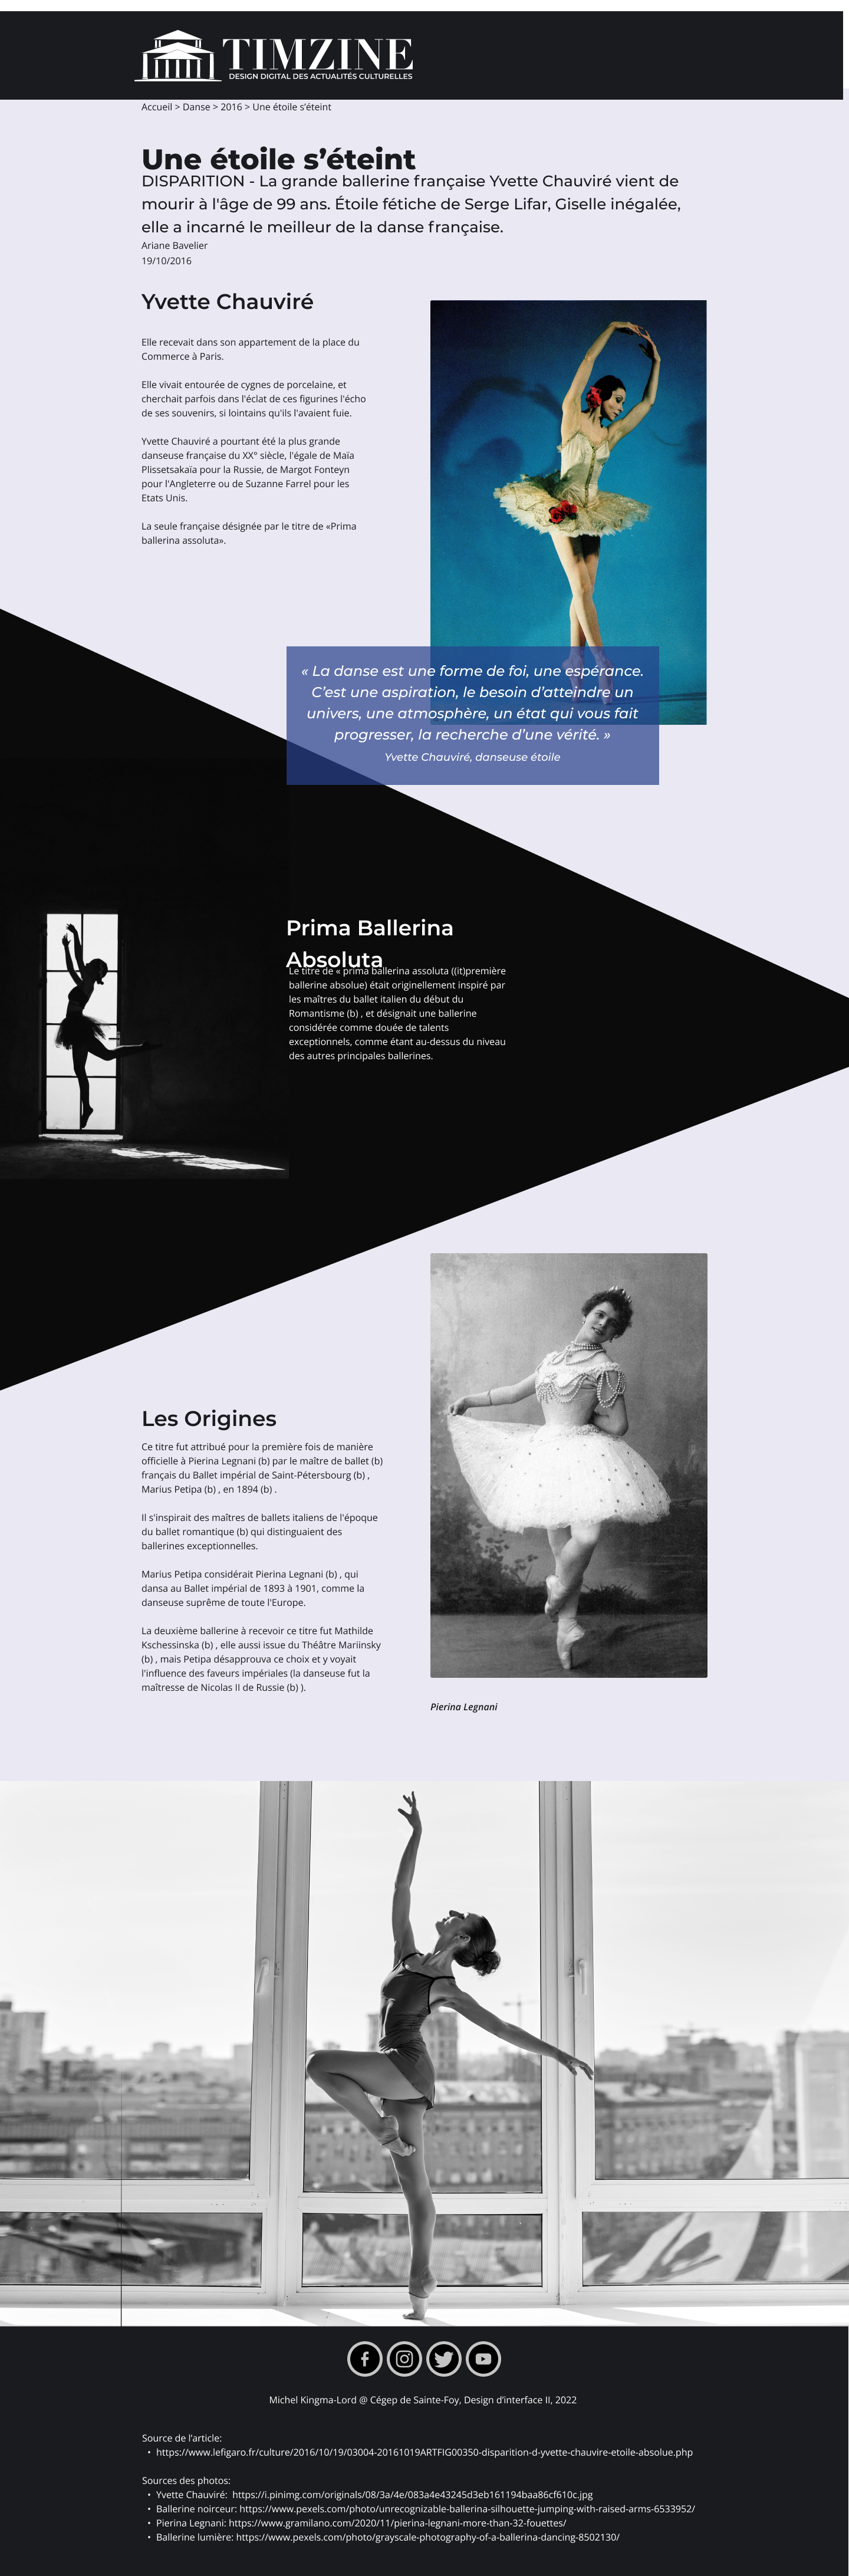 TIMZINE
DESIGN DIGITAL DES ACTUALITÉS CULTURELLES
Accueil > Danse > 2016 > Une étoile s’éteint
Une étoile s’éteint
DISPARITION - La grande ballerine française Yvette Chauviré vient de
mourir à l'âge de 99 ans. Étoile fétiche de Serge Lifar, Giselle inégalée,
elle a incarné le meilleur de la danse française.
Ariane Bavelier
19/10/2016
Yvette Chauviré
Elle recevait dans son appartement de la place du
Commerce à Paris.
Elle vivait entourée de cygnes de porcelaine, et
cherchait parfois dans l'éclat de ces figurines l'écho
de ses souvenirs, si lointains qu'ils l'avaient fuie.
Yvette Chauviré a pourtant été la plus grande
danseuse française du XX° siècle, l'égale de Maïa
Plissetsakaïa pour la Russie, de Margot Fonteyn
pour l'Angleterre ou de Suzanne Farrel pour les
Etats Unis.
La seule française désignée par le titre de «Prima
ballerina assoluta».
« La danse est une forme de foi, une espérance.
C’est une aspiration, le besoin d’atteindre un
univers, une atmosphère, un état qui vous fait
progresser, la recherche d’une vérité. »
Yvette Chauviré, danseuse étoile
Prima Ballerina
Absoluta
Le titre de « prima ballerina assoluta ((it)première
ballerine absolue) était originellement inspiré par
les maîtres du ballet italien du début du
Romantisme (b) , et désignait une ballerine
considérée comme douée de talents
exceptionnels, comme étant au-dessus du niveau
des autres principales ballerines.
Les Origines
Ce titre fut attribué pour la première fois de manière
officielle à Pierina Legnani (b) par le maître de ballet (b)
français du Ballet impérial de Saint-Pétersbourg (b) ,
Marius Petipa (b) , en 1894 (b) .
Il s'inspirait des maîtres de ballets italiens de l'époque
du ballet romantique (b) qui distinguaient des
ballerines exceptionnelles.
Marius Petipa considérait Pierina Legnani (b) , qui
dansa au Ballet impérial de 1893 à 1901, comme la
danseuse suprême de toute l'Europe.
La deuxième ballerine à recevoir ce titre fut Mathilde
Kschessinska (b) , elle aussi issue du Théâtre Mariinsky
(b) , mais Petipa désapprouva ce choix et y voyait
l'influence des faveurs impériales (la danseuse fut la
maîtresse de Nicolas II de Russie (b) ).
Pierina Legnani
Michel Kingma-Lord @ Cégep de Sainte-Foy, Design d’interface II, 2022
Source de l’article:
• https://www.lefigaro.fr/culture/2016/10/19/03004-20161019ARTFIG00350-disparition-d-yvette-chauvire-etoile-absolue.php
Sources des photos:
• Yvette Chauviré: https://i.pinimg.com/originals/08/3a/4e/083a4e43245d3eb161194baa86cf610c.jpg
• Ballerine noirceur: https://www.pexels.com/photo/unrecognizable-ballerina-silhouette-jumping-with-raised-arms-6533952/
• Pierina Legnani: https://www.gramilano.com/2020/11/pierina-legnani-more-than-32-fouettes/
• Ballerine lumière: https://www.pexels.com/photo/grayscale-photography-of-a-ballerina-dancing-8502130/